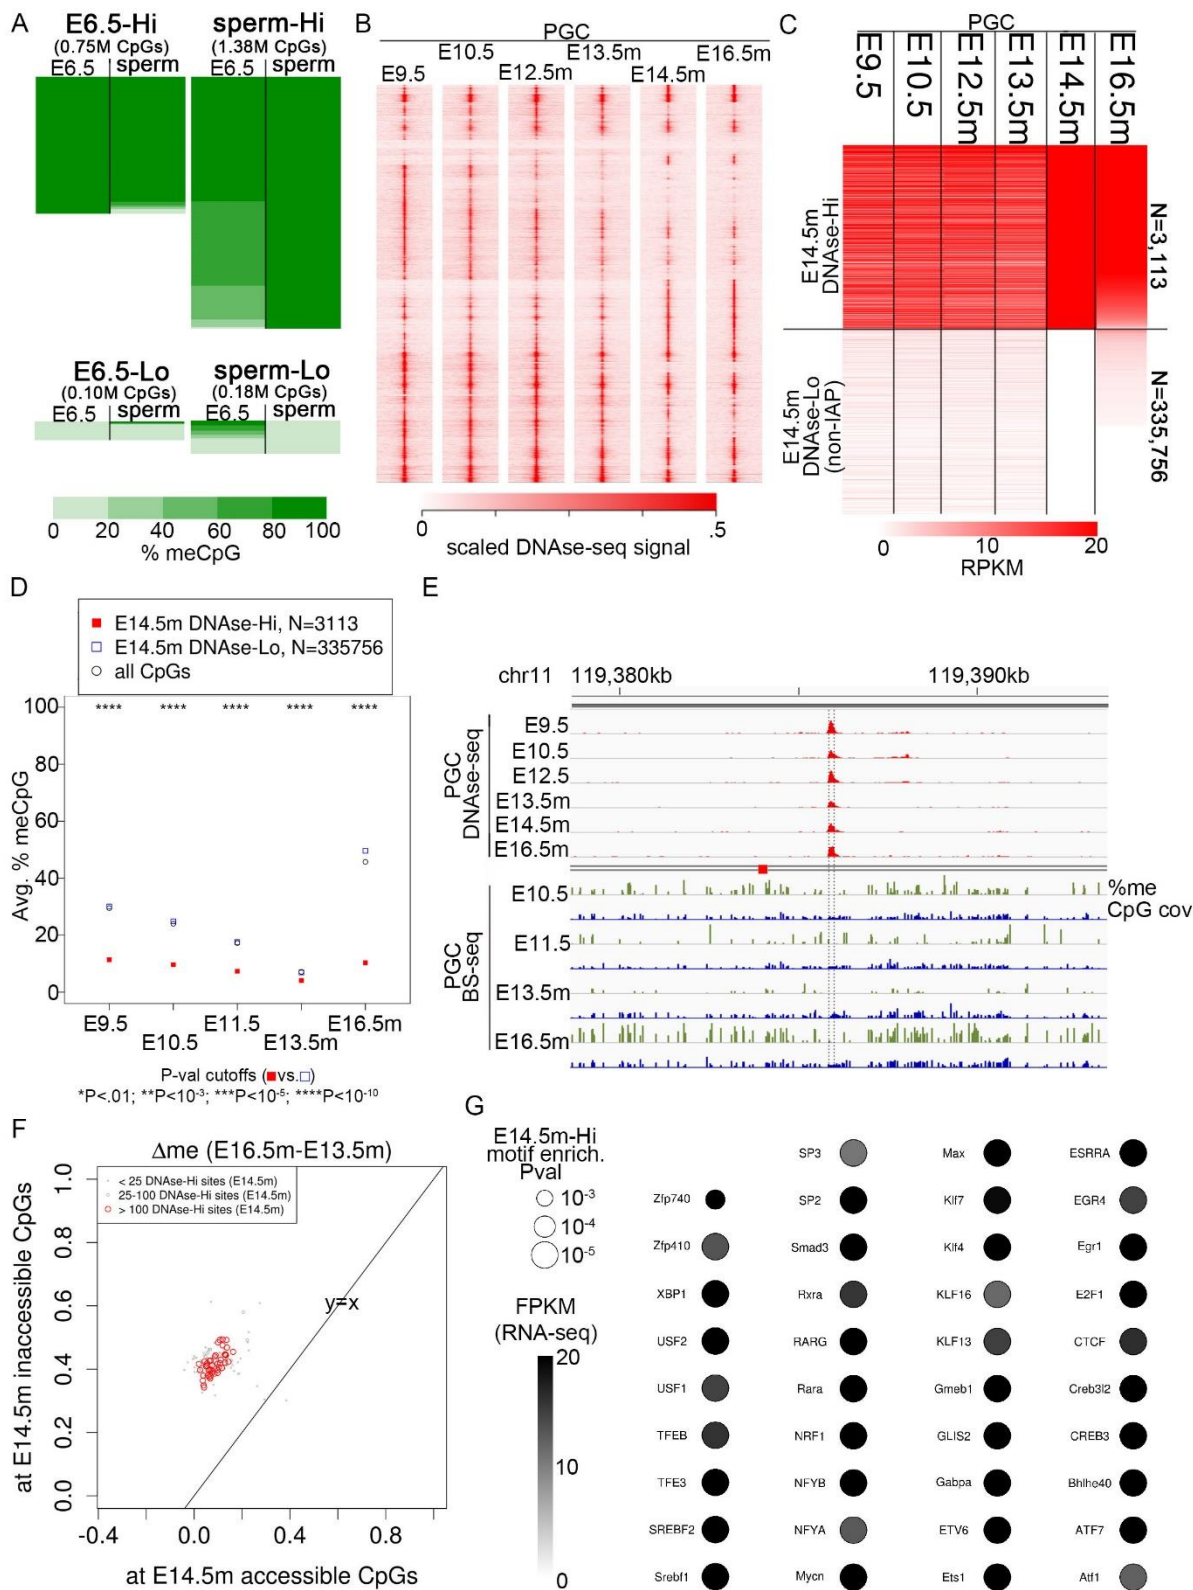 A
E6.5-Hi
(0.75M CpGs)
E6.5
sperm
sperm-Hi
(1.38M CpGs)
E6.5
sperm
E6.5-Lo
(0.10M CpGs)
E6.5
sperm
sperm-Lo
(0.18M CpGs)
E6.5
sperm
0 20 40 60 80 100
% meCpG
B
PGC
E9.5
E10.5
E12.5m
E13.5m
E14.5m
E16.5m
0 .5
scaled DNAse-seq signal
C
PGC
E9.5
E10.5
E12.5m
E13.5m
E14.5m
E16.5m
E14.5m
DNAse-Hi
N=3,113
E14.5m
DNAse-Lo
(non-IAP)
N=335,756
0 10 20
RPKM
D
E14.5m DNAse-Hi, N=3113
E14.5m DNAse-Lo, N=335756
all CpGs
Avg. % meCpG
100
80
60
40
20
0
**** **** **** **** ****
E9.5
E10.5
E11.5
E13.5m
E16.5m
P-val cutoffs (■vs.□)
*P<.01; **P<10-3; ***P<10-5; ****P<10-10
E
chr11
119,380kb
119,390kb
PGC
DNAse-seq
E9.5
E10.5
E12.5
E13.5m
E14.5m
E16.5m
PGC
BS-seq
E10.5
E11.5
E13.5m
E16.5m
%me
CpG cov
F
Δme (E16.5m-E13.5m)
< 25 DNAse-Hi sites (E14.5m)
25-100 DNAse-Hi sites (E14.5m)
> 100 DNAse-Hi sites (E14.5m)
y=x
at E14.5m inaccessible CpGs
1.0
0.8
0.6
0.4
0.2
0.0
-0.4 0.0 0.4 0.8
at E14.5m accessible CpGs
G
E14.5m-Hi
motif enrich.
Pval
10-3
10-4
10-5
FPKM
(RNA-seq)
20
10
0
Zfp740
Zfp410
XBP1
USF2
USF1
TFEB
TFE3
SREBF2
Srebf1
SP3
SP2
Smad3
Rxra
RARG
Rara
NRF1
NFYB
NFYA
Mycn
Max
Klf7
Klf4
KLF16
KLF13
Gmeb1
GLIS2
Gabpa
ETV6
Ets1
ESRRA
EGR4
Egr1
E2F1
CTCF
Creb3l2
CREB3
Bhlhe40
ATF7
Atf1